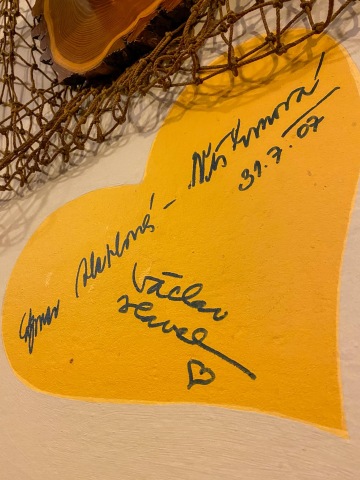 Dagmar Havlová -
31.7.07
Václav
Havel